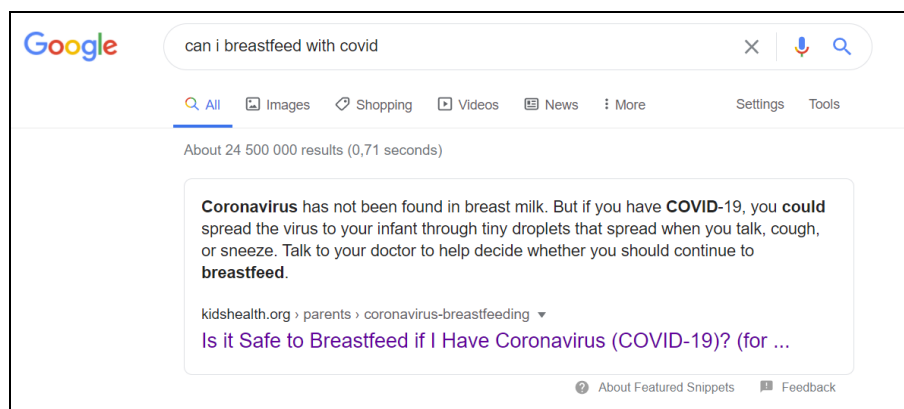 Google
can i breastfeed with covid
All Images Shopping Videos News More Settings Tools
About 24 500 000 results (0,71 seconds)
Coronavirus has not been found in breast milk. But if you have COVID-19, you could
spread the virus to your infant through tiny droplets that spread when you talk, cough,
or sneeze. Talk to your doctor to help decide whether you should continue to
breastfeed.
kidshealth.org › parents › coronavirus-breastfeeding
Is it Safe to Breastfeed if I Have Coronavirus (COVID-19)? (for ...
About Featured Snippets Feedback